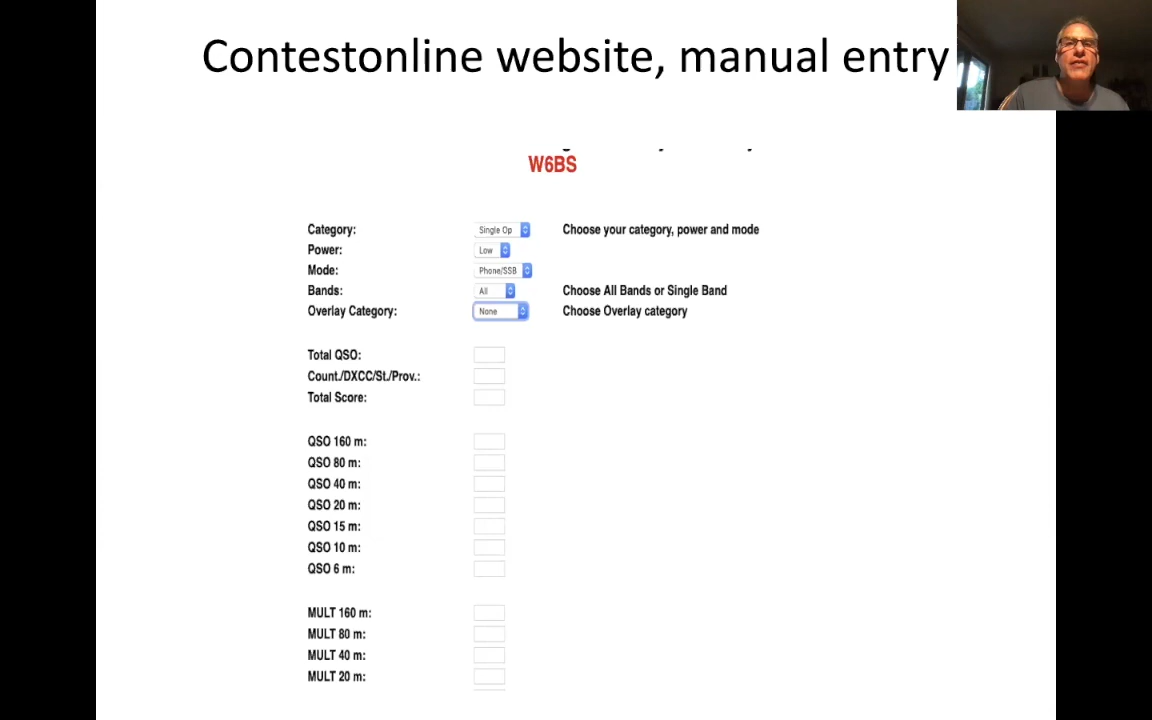 Contestonline website, manual entry
W6BS
Category: Single Op Choose your category, power and mode
Power: Low
Mode: Phone/SSB
Bands: All Choose All Bands or Single Band
Overlay Category: None Choose Overlay category
Total QSO:
Count./DXCC/St./Prov.:
Total Score:
QSO 160 m:
QSO 80 m:
QSO 40 m:
QSO 20 m:
QSO 15 m:
QSO 10 m:
QSO 6 m:
MULT 160 m:
MULT 80 m:
MULT 40 m:
MULT 20 m: